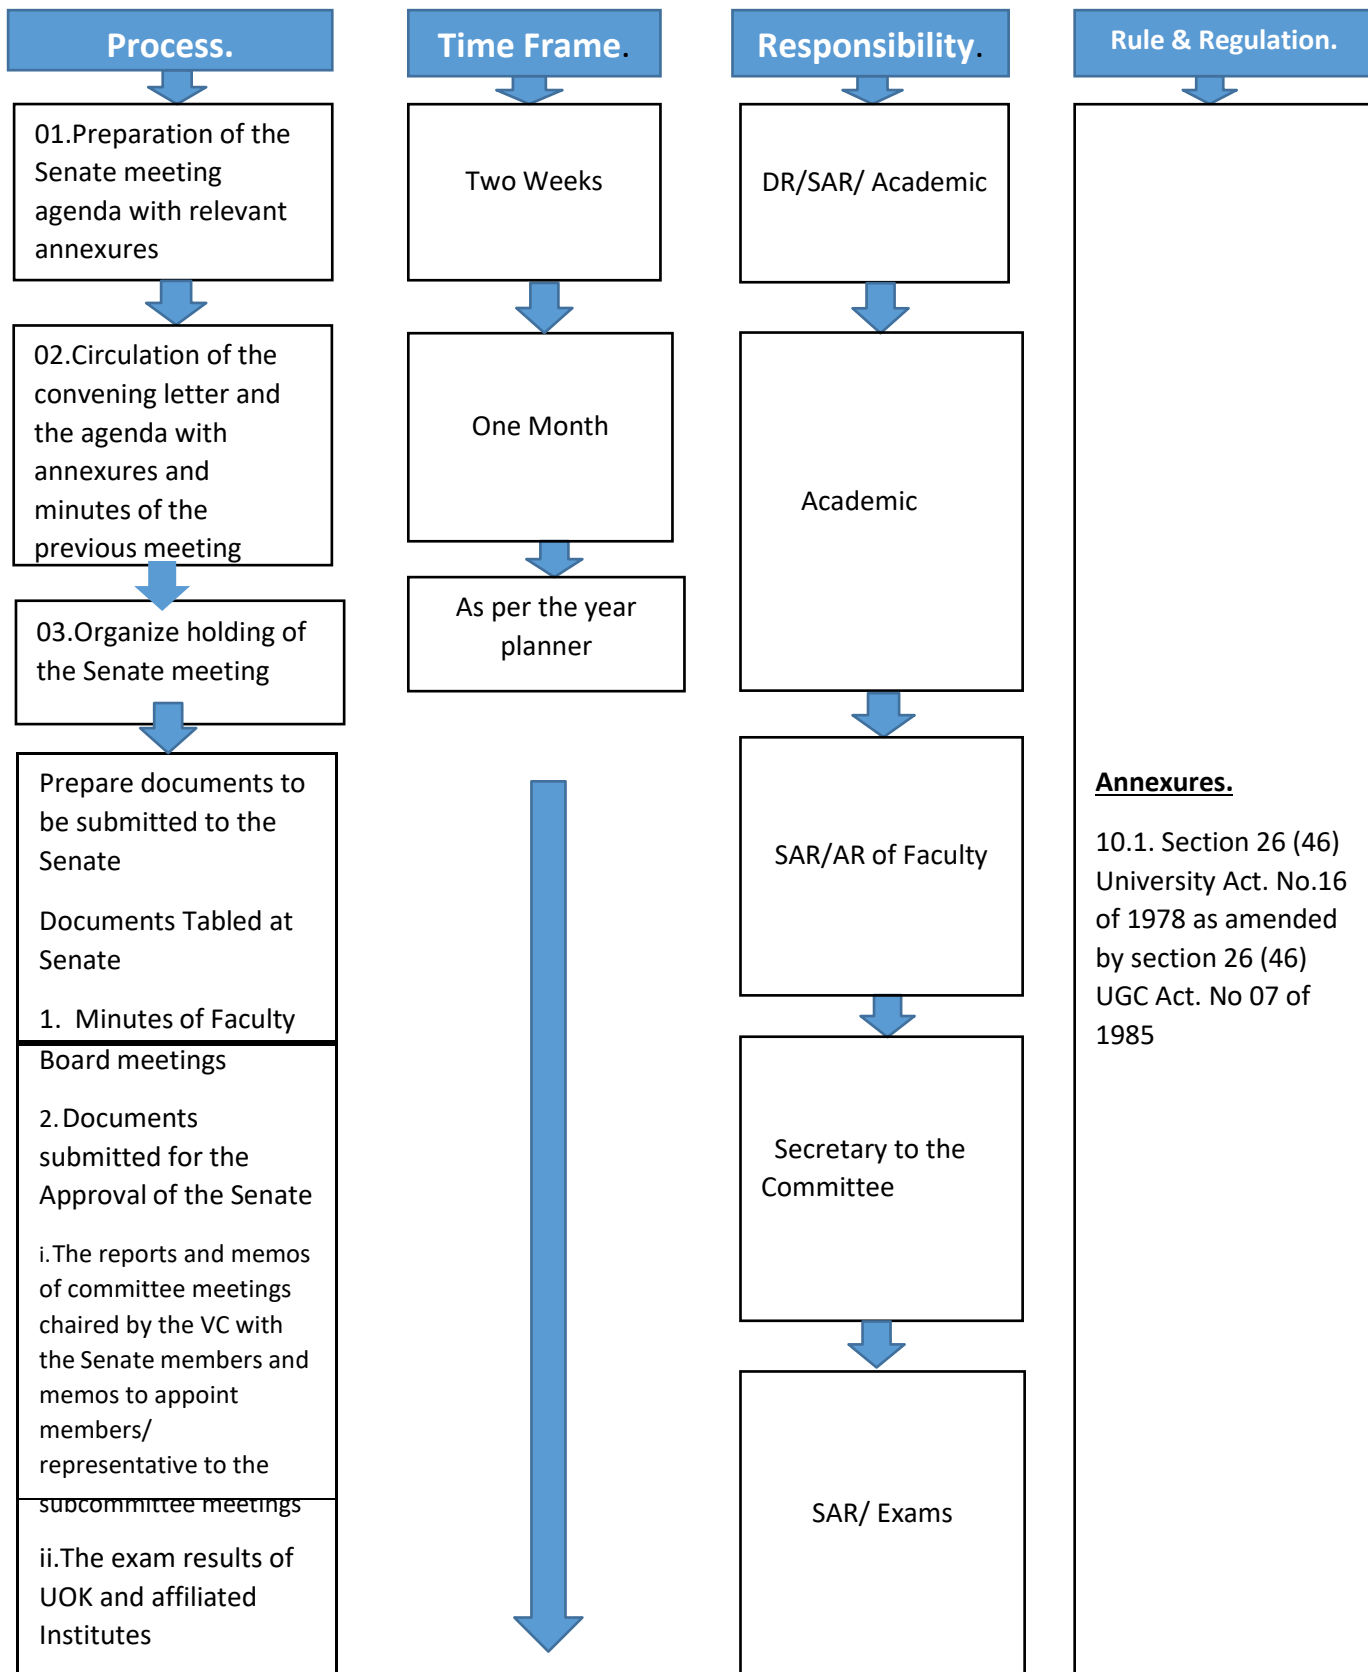 Process.
01.Preparation of the
Senate meeting
agenda with relevant
annexures
02.Circulation of the
convening letter and
the agenda with
annexures and
minutes of the
previous meeting
03.Organize holding of
the Senate meeting
Prepare documents to
be submitted to the
Senate
Documents Tabled at
Senate
1. Minutes of Faculty
Board meetings
2.Documents
submitted for the
Approval of the Senate
i.The reports and memos
of committee meetings
chaired by the VC with
the Senate members and
memos to appoint
members/
representative to the
subcommittee meetings
ii.The exam results of
UOK and affiliated
Institutes
Time Frame.
Two Weeks
One Month
As per the year
planner
Responsibility.
DR/SAR/ Academic
Academic
SAR/AR of Faculty
Secretary to the
Committee
SAR/ Exams
Rule & Regulation.
Annexures.
10.1. Section 26 (46)
University Act. No.16
of 1978 as amended
by section 26 (46)
UGC Act. No 07 of
1985